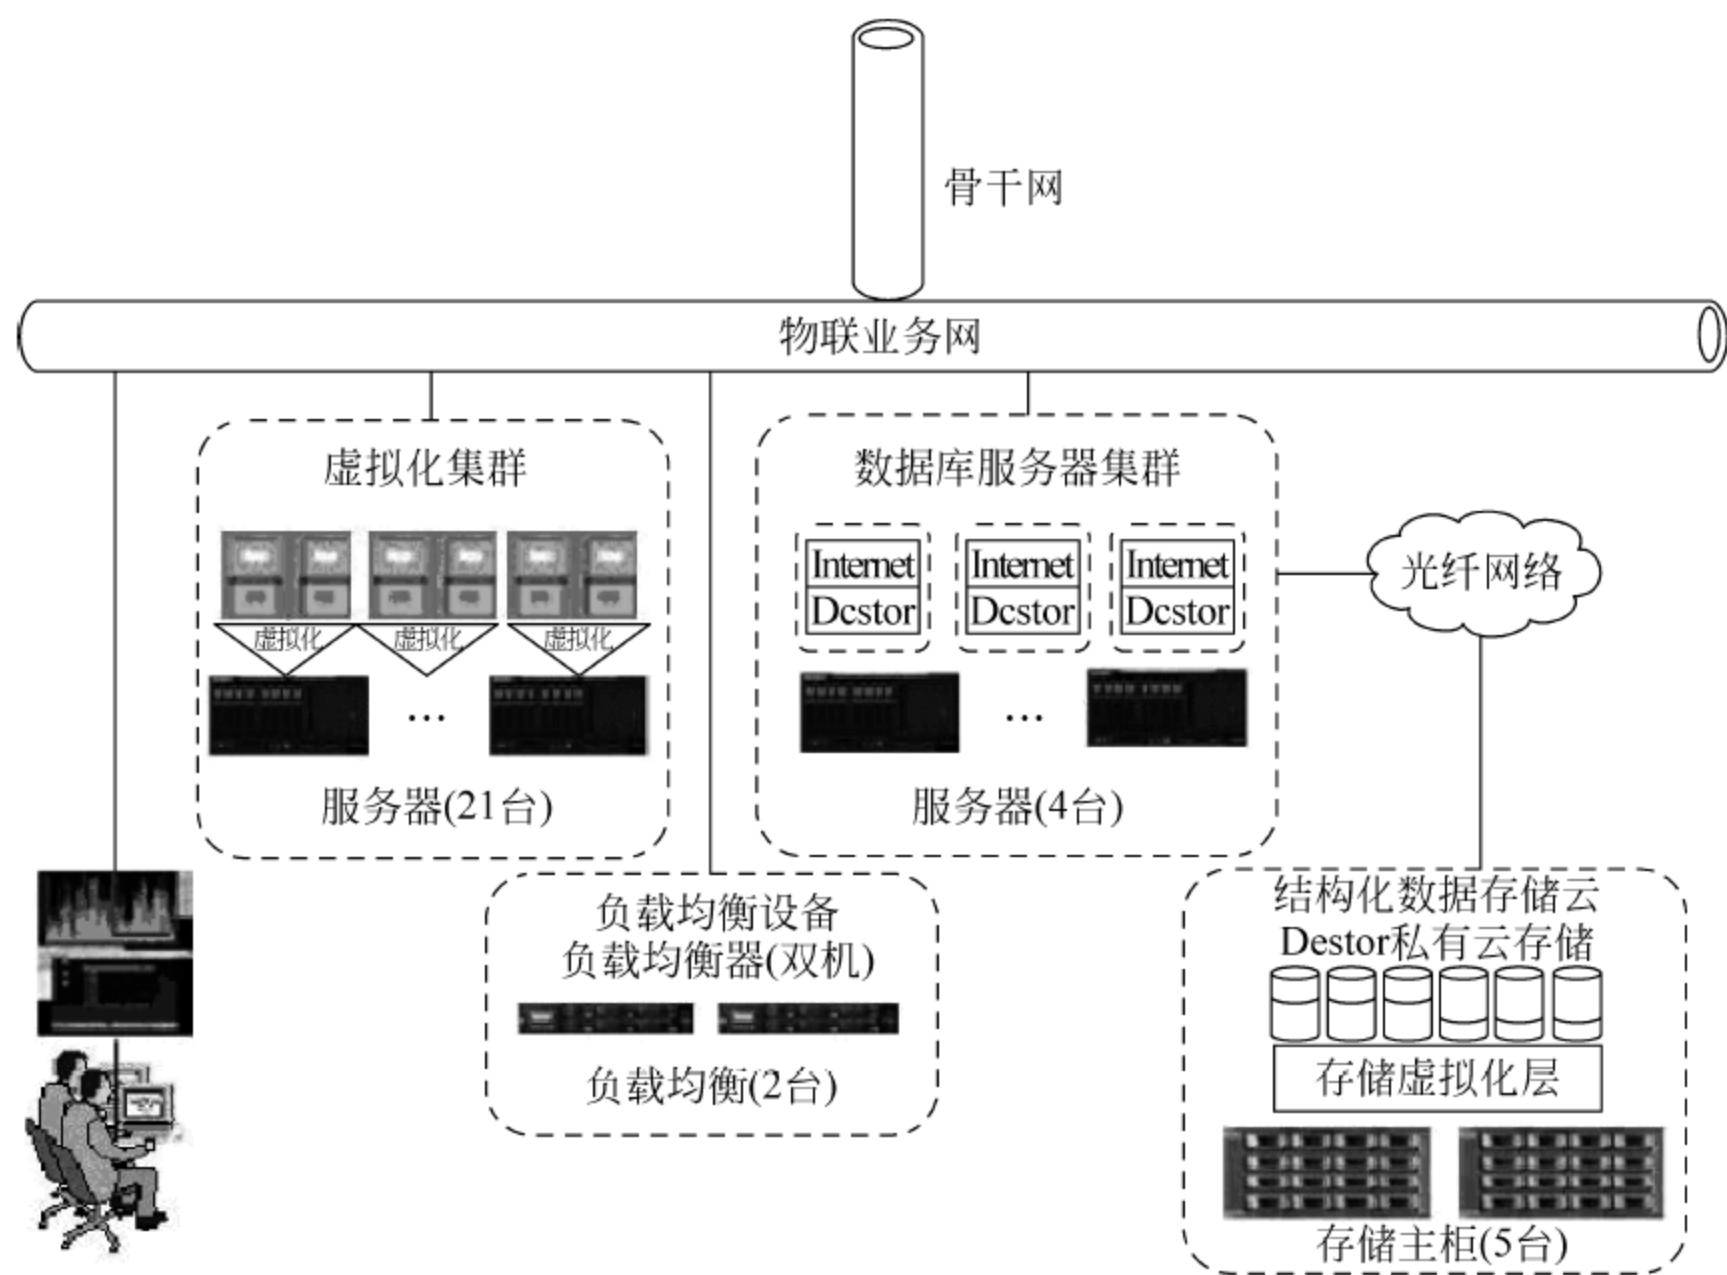 骨干网
物联业务网
虚拟化集群
虚拟化
虚拟化
虚拟化
...
服务器(21台)
数据库服务器集群
Internet
Dcstor
Internet
Dcstor
Internet
Dcstor
...
服务器(4台)
光纤网络
负载均衡设备
负载均衡器(双机)
负载均衡(2台)
结构化数据存储云
Destor私有云存储
存储虚拟化层
存储主柜(5台)